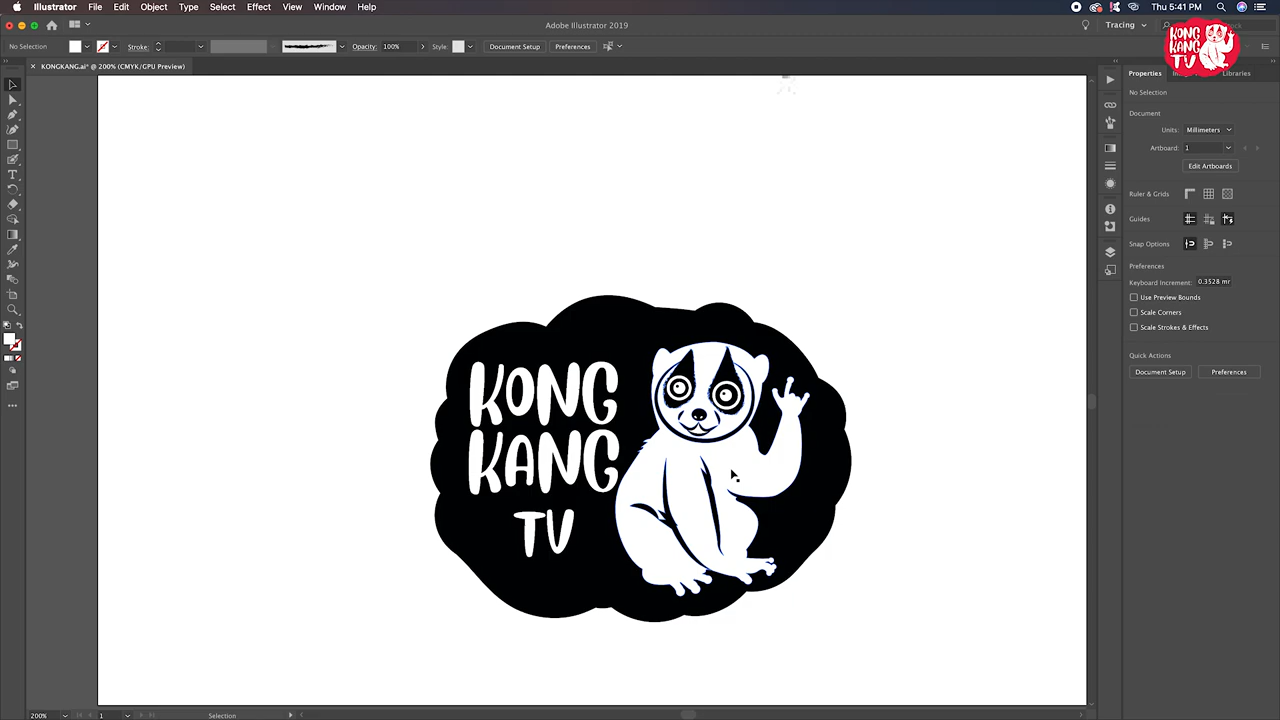 Illustrator File Edit Object Type Select Effect View Window Help
Thu 5:41 PM
Adobe Illustrator 2019
Tracing
No Selection
Stroke:
Opacity: 100%
Style:
Document Setup
Preferences
KONGKANG.ai* @ 200% (CMYK/GPU Preview)
KONG
KANG
TV
Properties
Libraries
No Selection
Document
Units: Millimeters
Artboard: 1
Edit Artboards
Ruler & Grids
Guides
Snap Options
Preferences
Keyboard Increment: 0.3528 mr
Use Preview Bounds
Scale Corners
Scale Strokes & Effects
Quick Actions
Document Setup
Preferences
KONG
KANG
TV
200%
1
Selection